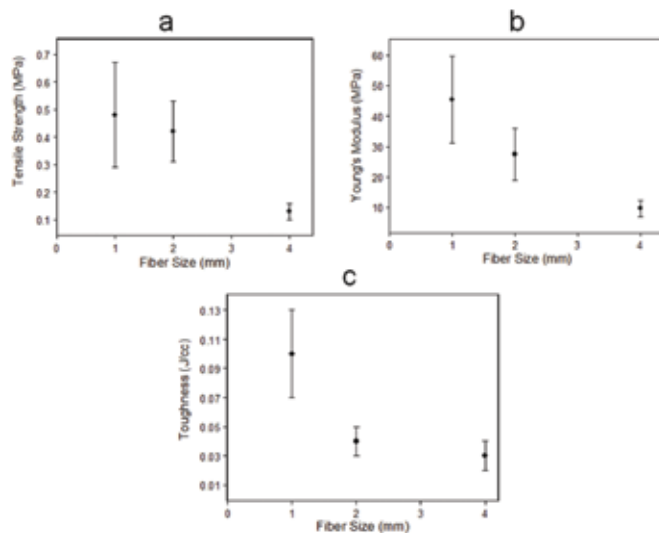 a
Tensile Strength (MPa)
0.7
0.6
0.5
0.4
0.3
0.2
0.1
0 1 2 3 4
Fiber Size (mm)
b
Young's Modulus (MPa)
60
50
40
30
20
10
0 1 2 3 4
Fiber Size (mm)
c
Toughness (J/cc)
0.13
0.11
0.09
0.07
0.05
0.03
0.01
0 1 2 3 4
Fiber Size (mm)